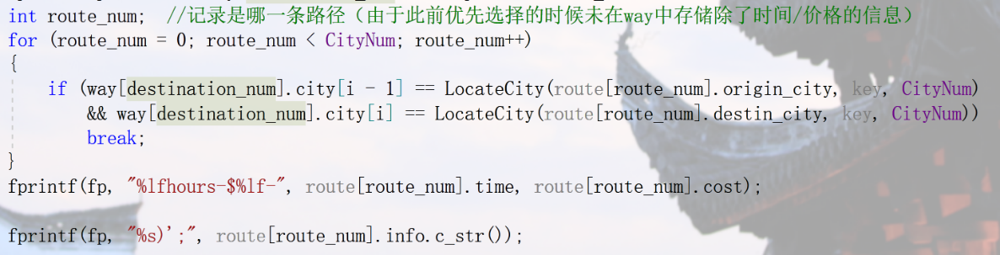 int route_num;  //记录是哪一条路径（由于此前优先选择的时候未在way中存储除了时间/价格的信息）
for (route_num = 0; route_num < CityNum; route_num++)
{
    if (way[destination_num].city[i - 1] == LocateCity(route[route_num].origin_city, key, CityNum)
        && way[destination_num].city[i] == LocateCity(route[route_num].destin_city, key, CityNum))
        break;
}
fprintf(fp, "%lfhours-$%lf-", route[route_num].time, route[route_num].cost);
fprintf(fp, "%s)';", route[route_num].info.c_str());